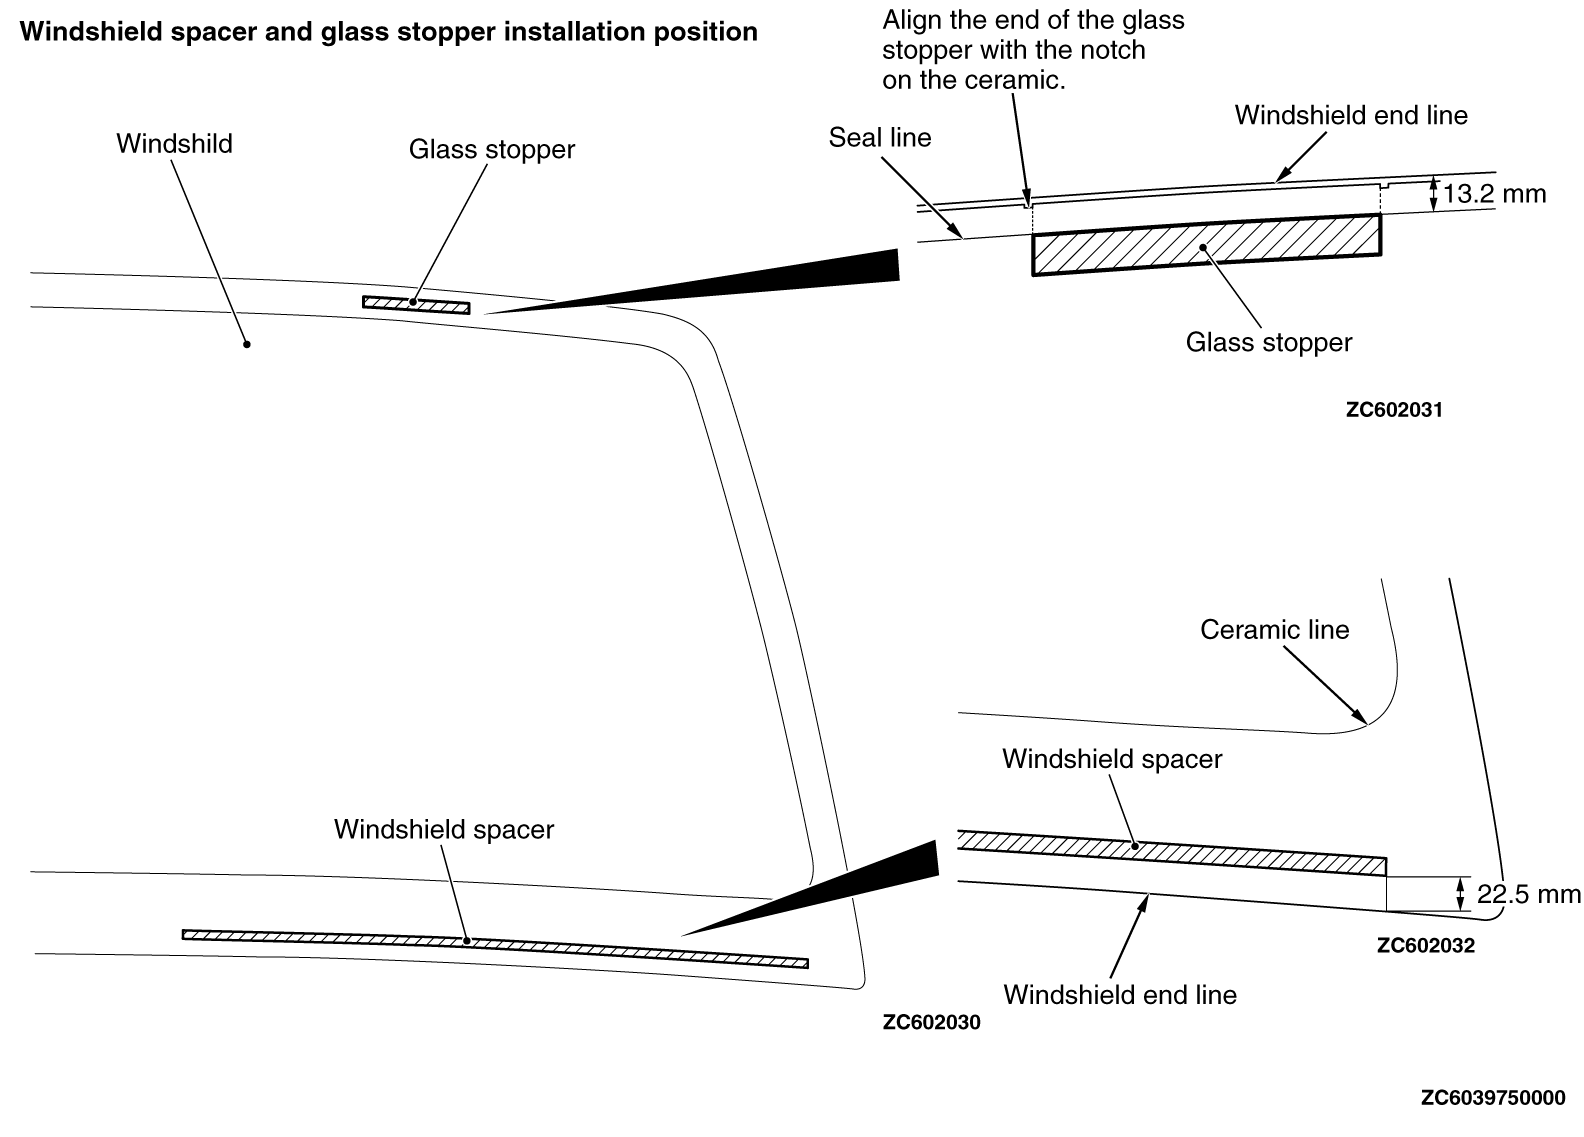 Windshield spacer and glass stopper installation position
Align the end of the glass
stopper with the notch
on the ceramic.
Windshild
Glass stopper
Seal line
Windshield end line
13.2 mm
Glass stopper
ZC602031
Ceramic line
Windshield spacer
Windshield spacer
22.5 mm
ZC602032
Windshield end line
ZC602030
ZC6039750000